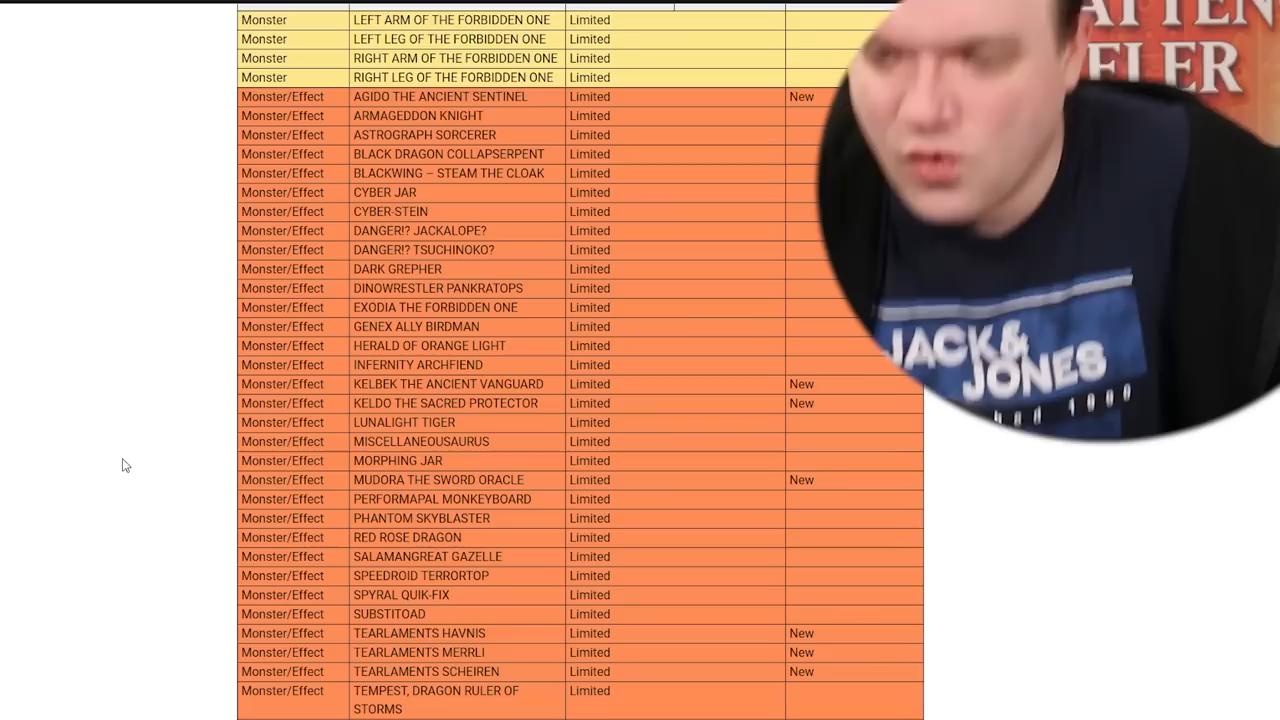 Monster LEFT ARM OF THE FORBIDDEN ONE Limited
Monster LEFT LEG OF THE FORBIDDEN ONE Limited
Monster RIGHT ARM OF THE FORBIDDEN ONE Limited
Monster RIGHT LEG OF THE FORBIDDEN ONE Limited
Monster/Effect AGIDO THE ANCIENT SENTINEL Limited New
Monster/Effect ARMAGEDDON KNIGHT Limited
Monster/Effect ASTROGRAPH SORCERER Limited
Monster/Effect BLACK DRAGON COLLAPSERPENT Limited
Monster/Effect BLACKWING – STEAM THE CLOAK Limited
Monster/Effect CYBER JAR Limited
Monster/Effect CYBER-STEIN Limited
Monster/Effect DANGER!? JACKALOPE? Limited
Monster/Effect DANGER!? TSUCHINOKO? Limited
Monster/Effect DARK GREPHER Limited
Monster/Effect DINOWRESTLER PANKRATOPS Limited
Monster/Effect EXODIA THE FORBIDDEN ONE Limited
Monster/Effect GENEX ALLY BIRDMAN Limited
Monster/Effect HERALD OF ORANGE LIGHT Limited
Monster/Effect INFERNITY ARCHFIEND Limited
Monster/Effect KELBEK THE ANCIENT VANGUARD Limited New
Monster/Effect KELDO THE SACRED PROTECTOR Limited New
Monster/Effect LUNALIGHT TIGER Limited
Monster/Effect MISCELLANEOUSAURUS Limited
Monster/Effect MORPHING JAR Limited
Monster/Effect MUDORA THE SWORD ORACLE Limited New
Monster/Effect PERFORMAPAL MONKEYBOARD Limited
Monster/Effect PHANTOM SKYBLASTER Limited
Monster/Effect RED ROSE DRAGON Limited
Monster/Effect SALAMANGREAT GAZELLE Limited
Monster/Effect SPEEDROID TERRORTOP Limited
Monster/Effect SPYRAL QUIK-FIX Limited
Monster/Effect SUBSTITOAD Limited
Monster/Effect TEARLAMENTS HAVNIS Limited New
Monster/Effect TEARLAMENTS MERRLI Limited New
Monster/Effect TEARLAMENTS SCHEIREN Limited New
Monster/Effect TEMPEST, DRAGON RULER OF Limited
STORMS
JACK&
JONES